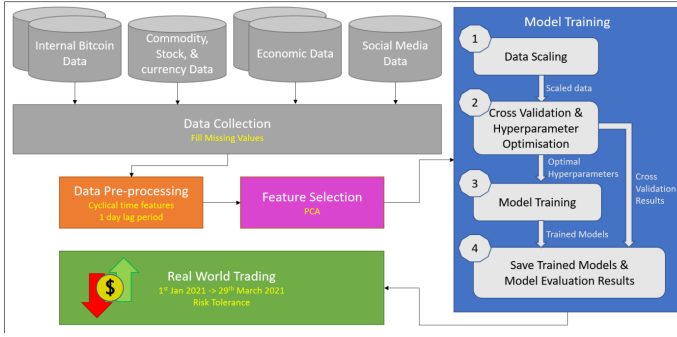 Internal Bitcoin
Data
Commodity,
Stock, &
currency Data
Economic Data
Social Media
Data
Data Collection
Fill Missing Values
Data Pre-processing
Cyclical time features
1 day lag period
Feature Selection
PCA
Real World Trading
1st Jan 2021 -> 29th March 2021
Risk Tolerance
$
Model Training
1
Data Scaling
Scaled data
2
Cross Validation &
Hyperparameter
Optimisation
Optimal
Hyperparameters
Cross
Validation
Results
3
Model Training
Trained Models
4
Save Trained Models &
Model Evaluation Results